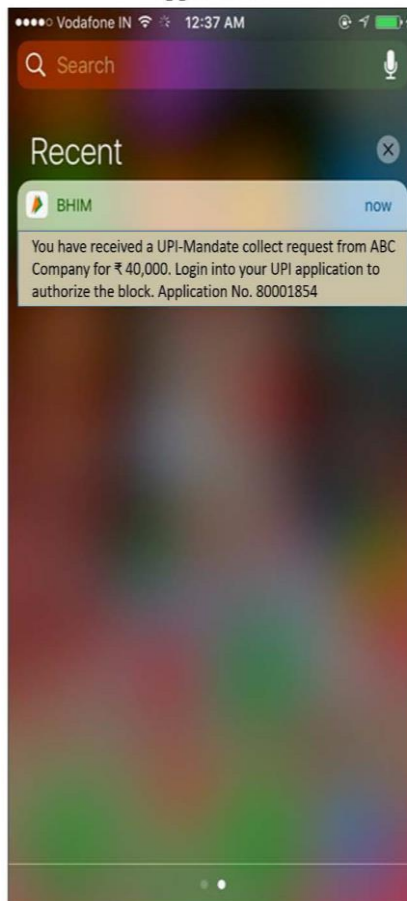 Vodafone IN 12:37 AM
Search
Recent
BHIM now
You have received a UPI-Mandate collect request from ABC
Company for ₹ 40,000. Login into your UPI application to
authorize the block. Application No. 80001854